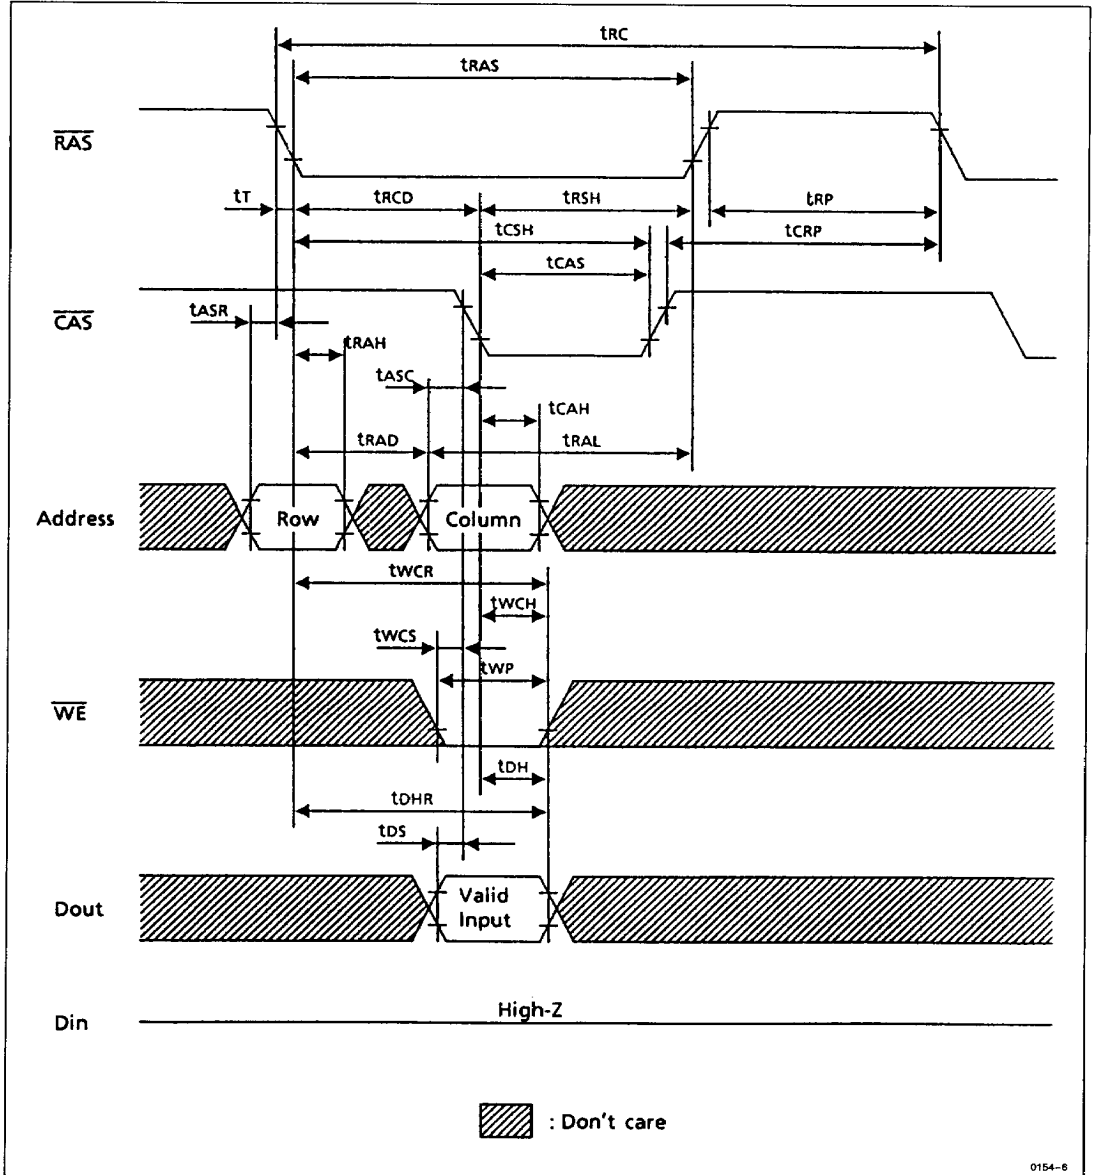 tRC
tRAS
RAS
tT
tRCD
tRSH
tRP
tCSH
tCRP
tCAS
CAS
tASR
tRAH
tASC
tCAH
tRAD
tRAL
Address
Row
Column
tWCR
tWCH
tWCS
tWP
WE
tDH
tDHR
tDS
Dout
Valid
Input
Din
High-Z
: Don't care
0154-6